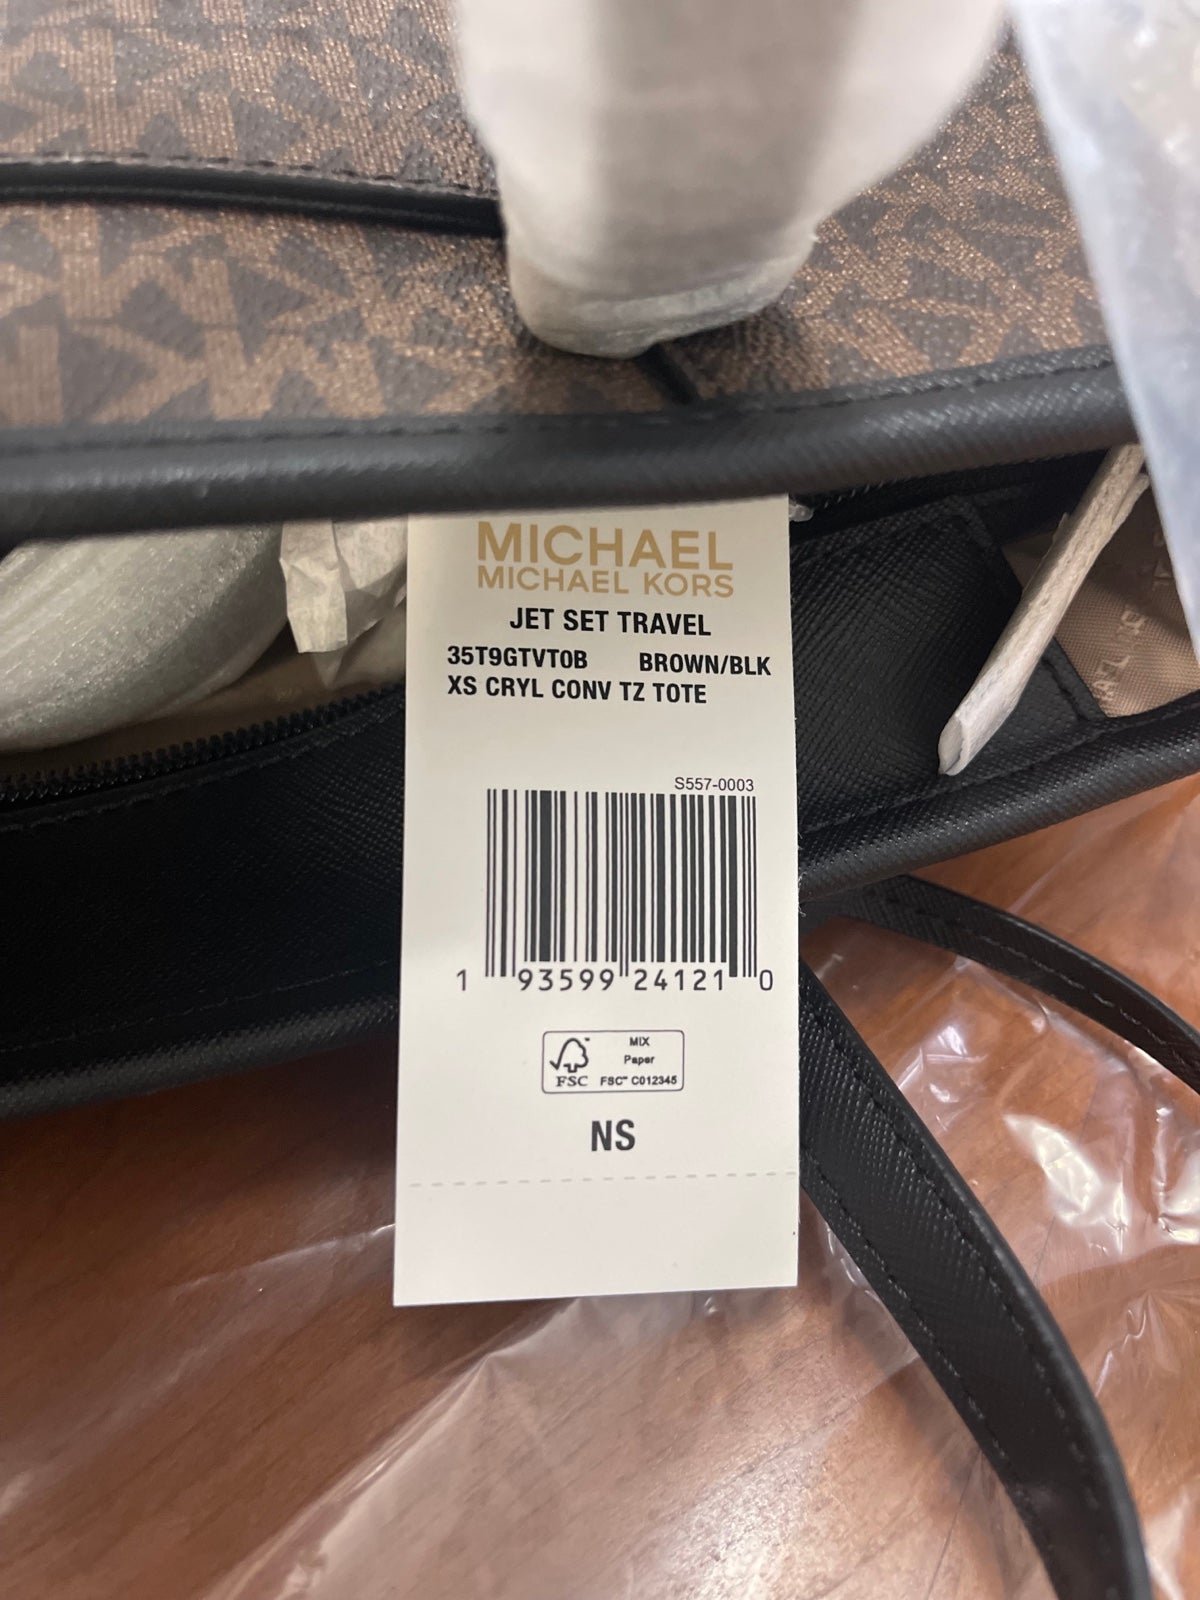 MICHAEL
MICHAEL KORS
JET SET TRAVEL
35T9GTVT0B BROWN/BLK
XS CRYL CONV TZ TOTE
S557-0003
1 93599 24121 0
MIX
Paper
FSC FSC™ C012345
NS